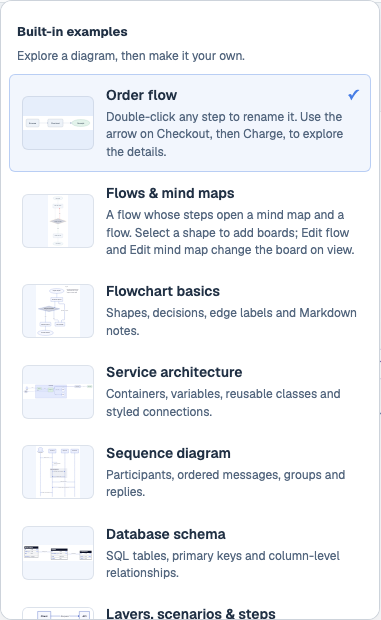 Built-in examples
Explore a diagram, then make it your own.
Order flow
Double-click any step to rename it. Use the
arrow on Checkout, then Charge, to explore
the details.
Flows & mind maps
A flow whose steps open a mind map and a
flow. Select a shape to add boards; Edit flow
and Edit mind map change the board on view.
Flowchart basics
Shapes, decisions, edge labels and Markdown
notes.
Service architecture
Containers, variables, reusable classes and
styled connections.
Sequence diagram
Participants, ordered messages, groups and
replies.
Database schema
SQL tables, primary keys and column-level
relationships.
Layers, scenarios & steps